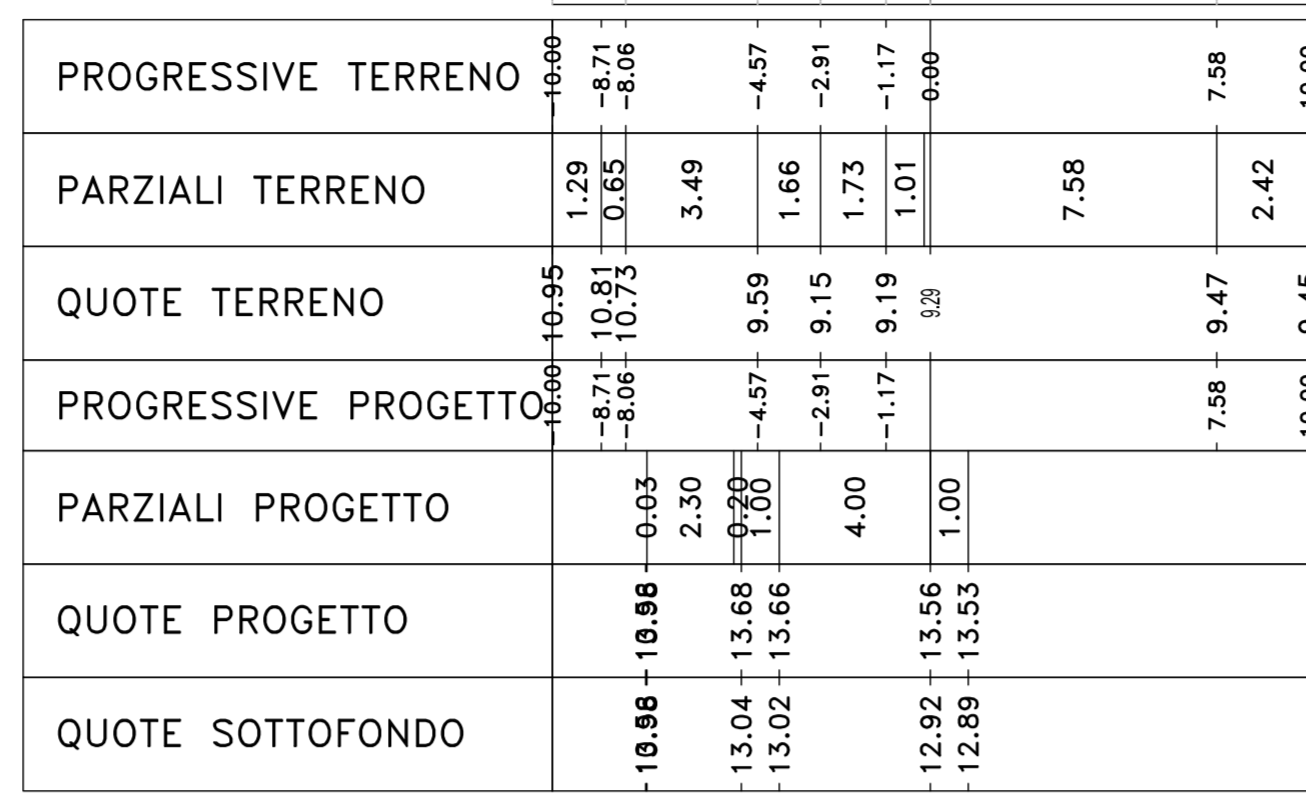 PROGRESSIVE TERRENO -10.00 -8.71 -8.06 -4.57 -2.91 -1.17 0.00 7.58
PARZIALI TERRENO 1.29 0.65 3.49 1.66 1.73 1.01 7.58 2.42
QUOTE TERRENO 10.95 10.81 10.73 9.59 9.15 9.19 9.29 9.47
PROGRESSIVE PROGETTO -10.00 -8.71 -8.06 -4.57 -2.91 -1.17 7.58
PARZIALI PROGETTO 0.03 2.30 0.20 1.00 4.00 1.00
QUOTE PROGETTO 13.68 13.66 13.56 13.53
QUOTE SOTTOFONDO 13.04 13.02 12.92 12.89